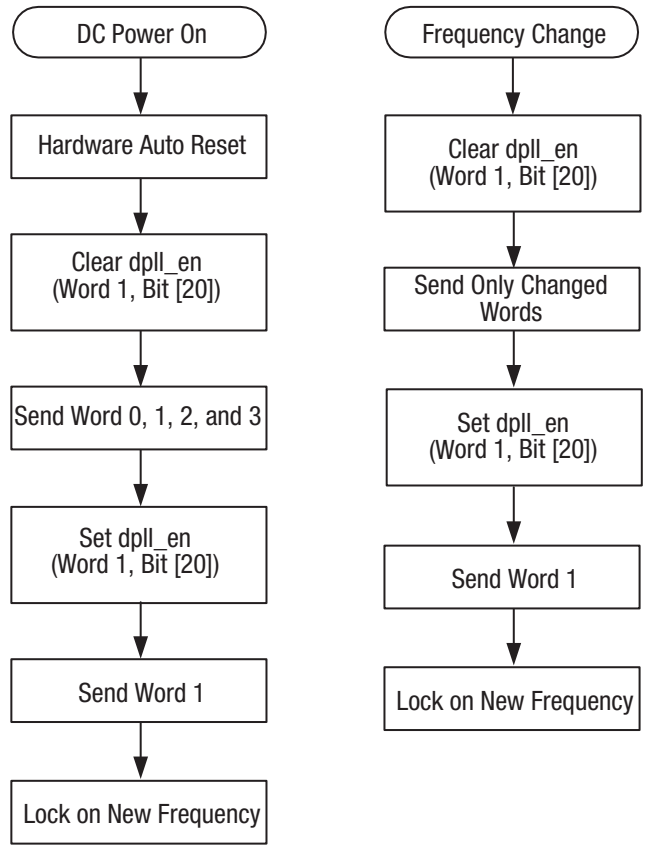 DC Power On
Hardware Auto Reset
Clear dpll_en
(Word 1, Bit [20])
Send Word 0, 1, 2, and 3
Set dpll_en
(Word 1, Bit [20])
Send Word 1
Lock on New Frequency
Frequency Change
Clear dpll_en
(Word 1, Bit [20])
Send Only Changed
Words
Set dpll_en
(Word 1, Bit [20])
Send Word 1
Lock on New Frequency